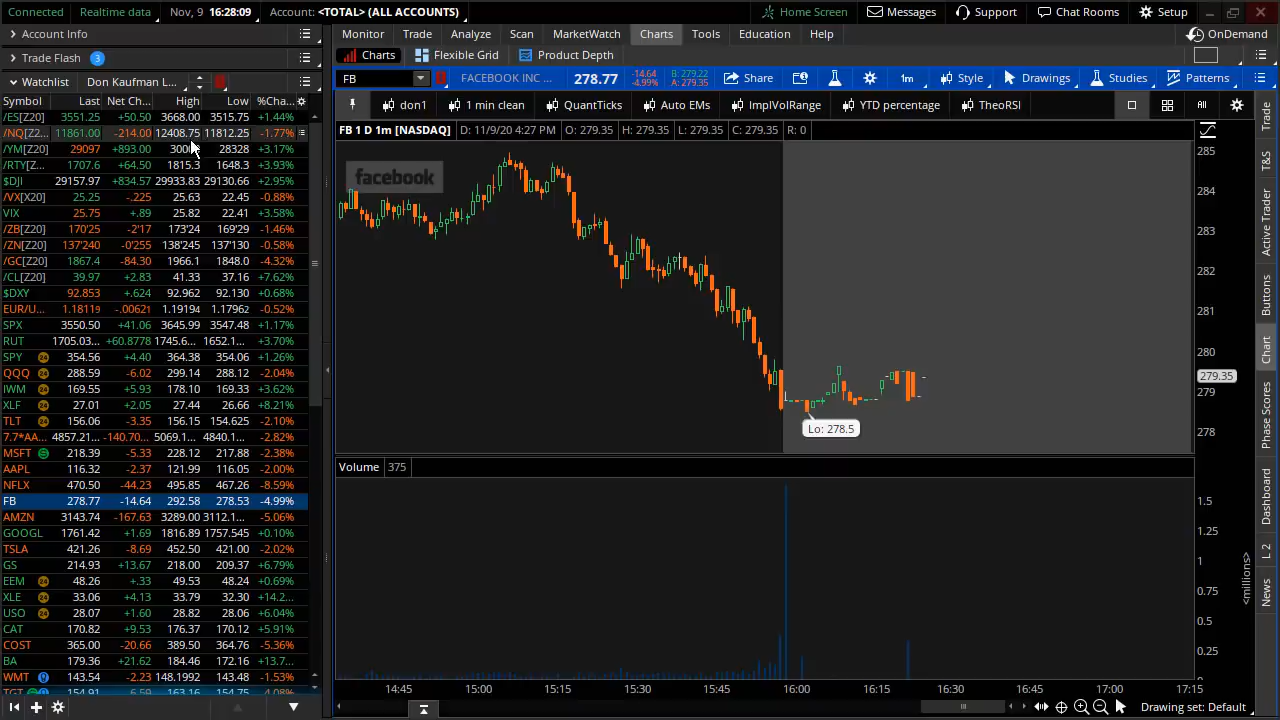 Connected Realtime data Nov, 9 16:28:09 Account: <TOTAL> (ALL ACCOUNTS) Home Screen Messages Support Chat Rooms Setup
Account Info Monitor Trade Analyze Scan MarketWatch Charts Tools Education Help OnDemand
Trade Flash 3 Charts Flexible Grid Product Depth
Watchlist Don Kaufman L... FB FACEBOOK INC ... 278.77 -14.64 -4.99% B: 279.22 A: 279.35 Share 1m Style Drawings Studies Patterns
don1 1 min clean QuantTicks Auto EMs ImplVolRange YTD percentage TheoRSI All
FB 1 D 1m [NASDAQ] D: 11/9/20 4:27 PM O: 279.35 H: 279.35 L: 279.35 C: 279.35 R: 0
Symbol Last Net Ch... High Low %Cha...
/ES[Z20] 3551.25 +50.50 3668.00 3515.75 +1.44%
/NQ[Z2... 11861.00 -214.00 12408.75 11812.25 -1.77%
/YM[Z20] 29097 +893.00 28328 +3.17%
/RTY[Z... 1707.6 +64.50 1815.3 1648.3 +3.93%
$DJI 29157.97 +834.57 29933.83 29130.66 +2.95%
/VX[X20] 25.25 -.225 25.63 22.45 -0.88%
VIX 25.75 +.89 25.82 22.41 +3.58%
/ZB[Z20] 170'25 -2'17 173'24 169'29 -1.46%
/ZN[Z20] 137'240 -0'255 138'245 137'130 -0.58%
/GC[Z20] 1867.4 -84.30 1966.1 1848.0 -4.32%
/CL[Z20] 39.97 +2.83 41.33 37.16 +7.62%
$DXY 92.853 +.624 92.962 92.130 +0.68%
EUR/U... 1.18119 -.00621 1.19194 1.17962 -0.52%
SPX 3550.50 +41.06 3645.99 3547.48 +1.17%
RUT 1705.03... +60.8778 1745.6... 1652.1... +3.70%
SPY 24 354.56 +4.40 364.38 354.06 +1.26%
QQQ 24 288.59 -6.02 299.14 288.12 -2.04%
IWM 24 169.55 +5.93 178.10 169.33 +3.62%
XLF 24 27.01 +2.05 27.44 26.66 +8.21%
TLT 24 156.06 -3.35 156.15 154.625 -2.10%
7.7*AA... 4857.21... -140.70... 5069.1... 4840.1... -2.82%
MSFT S 218.39 -5.33 228.12 217.88 -2.38%
AAPL 116.32 -2.37 121.99 116.05 -2.00%
NFLX 470.50 -44.23 495.85 467.26 -8.59%
FB 278.77 -14.64 292.58 278.53 -4.99%
AMZN 3143.74 -167.63 3289.00 3112.1... -5.06%
GOOGL 1761.42 +1.69 1816.89 1757.545 +0.10%
TSLA 421.26 -8.69 452.50 421.00 -2.02%
GS 214.93 +13.67 218.00 209.37 +6.79%
EEM 24 48.26 +.33 49.53 48.24 +0.69%
XLE 24 33.06 +4.13 33.79 32.30 +14.2...
USO 24 28.07 +1.60 28.82 28.06 +6.04%
CAT 170.82 +9.53 176.37 170.12 +5.91%
COST 365.00 -20.66 389.50 364.76 -5.36%
BA 179.36 +21.62 184.46 172.16 +13.7...
WMT 143.54 -2.23 148.1992 143.48 -1.53%
TGT 154.91 6.59 163.16 154.75 4.08%
facebook
285
284
283
282
281
280
279.35
279
278
Lo: 278.5
Volume 375
1.5
1.25
1
0.75
0.5
0.25
0
<millions>
14:45 15:00 15:15 15:30 15:45 16:00 16:15 16:30 16:45 17:00 17:15
Drawing set: Default
Trade
T&S
Active Trader
Buttons
Chart
Phase Scores
Dashboard
L 2
News